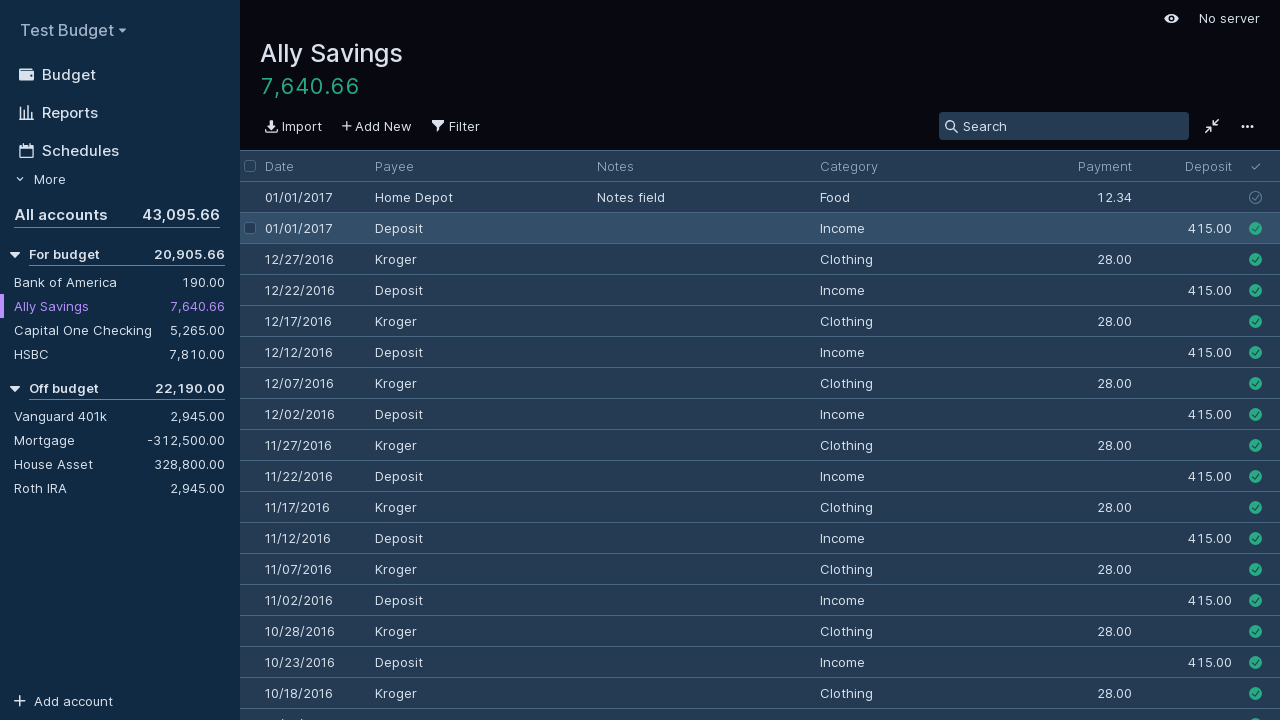 Test Budget
Budget
Reports
Schedules
More
All accounts 43,095.66
For budget 20,905.66
Bank of America 190.00
Ally Savings 7,640.66
Capital One Checking 5,265.00
HSBC 7,810.00
Off budget 22,190.00
Vanguard 401k 2,945.00
Mortgage -312,500.00
House Asset 328,800.00
Roth IRA 2,945.00
Add account
No server
Ally Savings
7,640.66
Import Add New Filter Search
Date Payee Notes Category Payment Deposit
01/01/2017 Home Depot Notes field Food 12.34
01/01/2017 Deposit Income 415.00
12/27/2016 Kroger Clothing 28.00
12/22/2016 Deposit Income 415.00
12/17/2016 Kroger Clothing 28.00
12/12/2016 Deposit Income 415.00
12/07/2016 Kroger Clothing 28.00
12/02/2016 Deposit Income 415.00
11/27/2016 Kroger Clothing 28.00
11/22/2016 Deposit Income 415.00
11/17/2016 Kroger Clothing 28.00
11/12/2016 Deposit Income 415.00
11/07/2016 Kroger Clothing 28.00
11/02/2016 Deposit Income 415.00
10/28/2016 Kroger Clothing 28.00
10/23/2016 Deposit Income 415.00
10/18/2016 Kroger Clothing 28.00